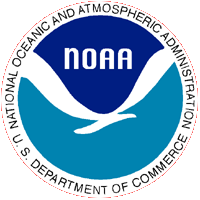 NATIONAL OCEANIC AND ATMOSPHERIC ADMINISTRATION
NOAA
U.S. DEPARTMENT OF COMMERCE